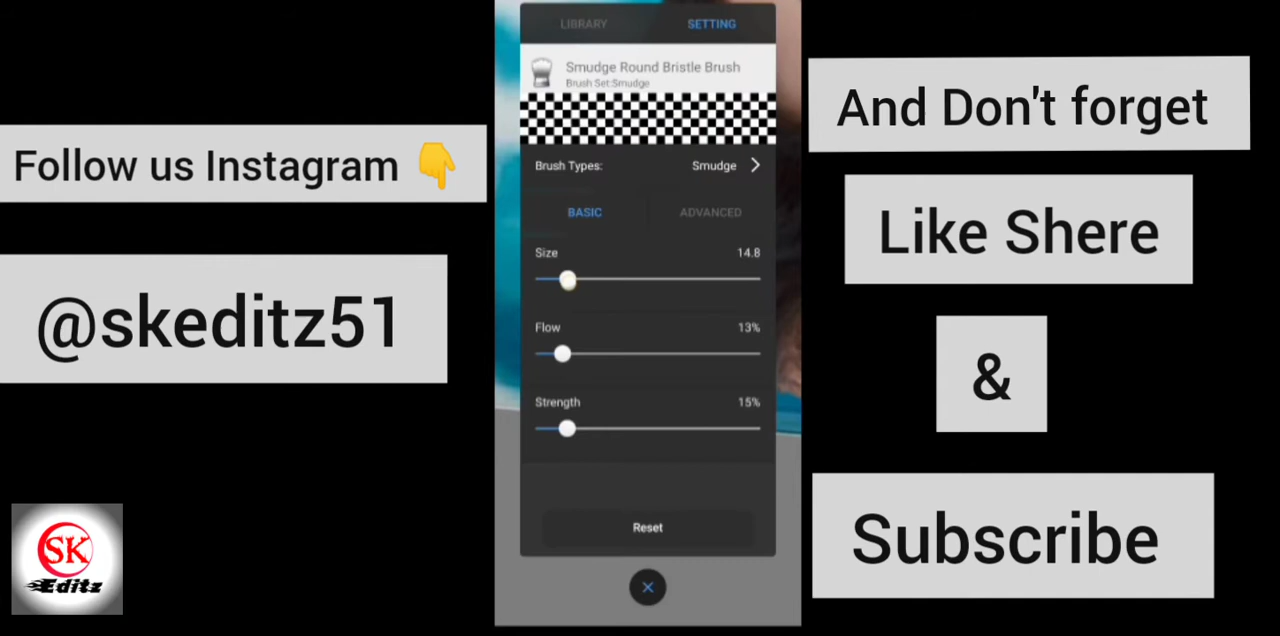 Follow us Instagram 👇
@skeditz51
SK
Editz
LIBRARY
SETTING
Smudge Round Bristle Brush
Brush Set:Smudge
Brush Types:
Smudge
BASIC
ADVANCED
Size
14.8
Flow
13%
Strength
15%
Reset
And Don't forget
Like Shere
&
Subscribe